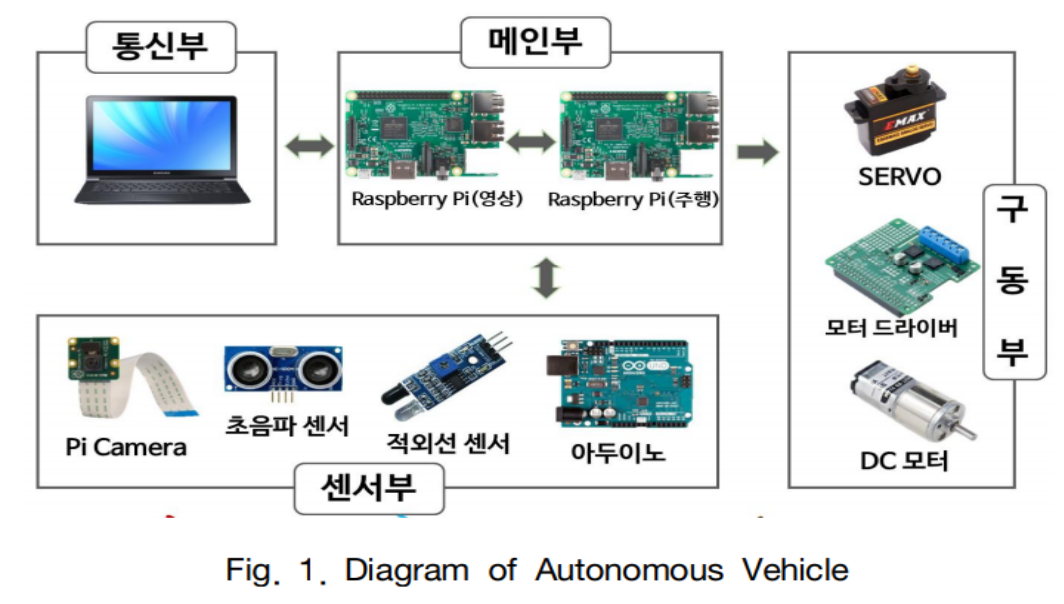 통신부
메인부
Raspberry Pi(영상)
Raspberry Pi(주행)
EMAX
SERVO
구
동
부
모터 드라이버
DC 모터
Pi Camera
초음파 센서
적외선 센서
아두이노
센서부
Fig. 1. Diagram of Autonomous Vehicle